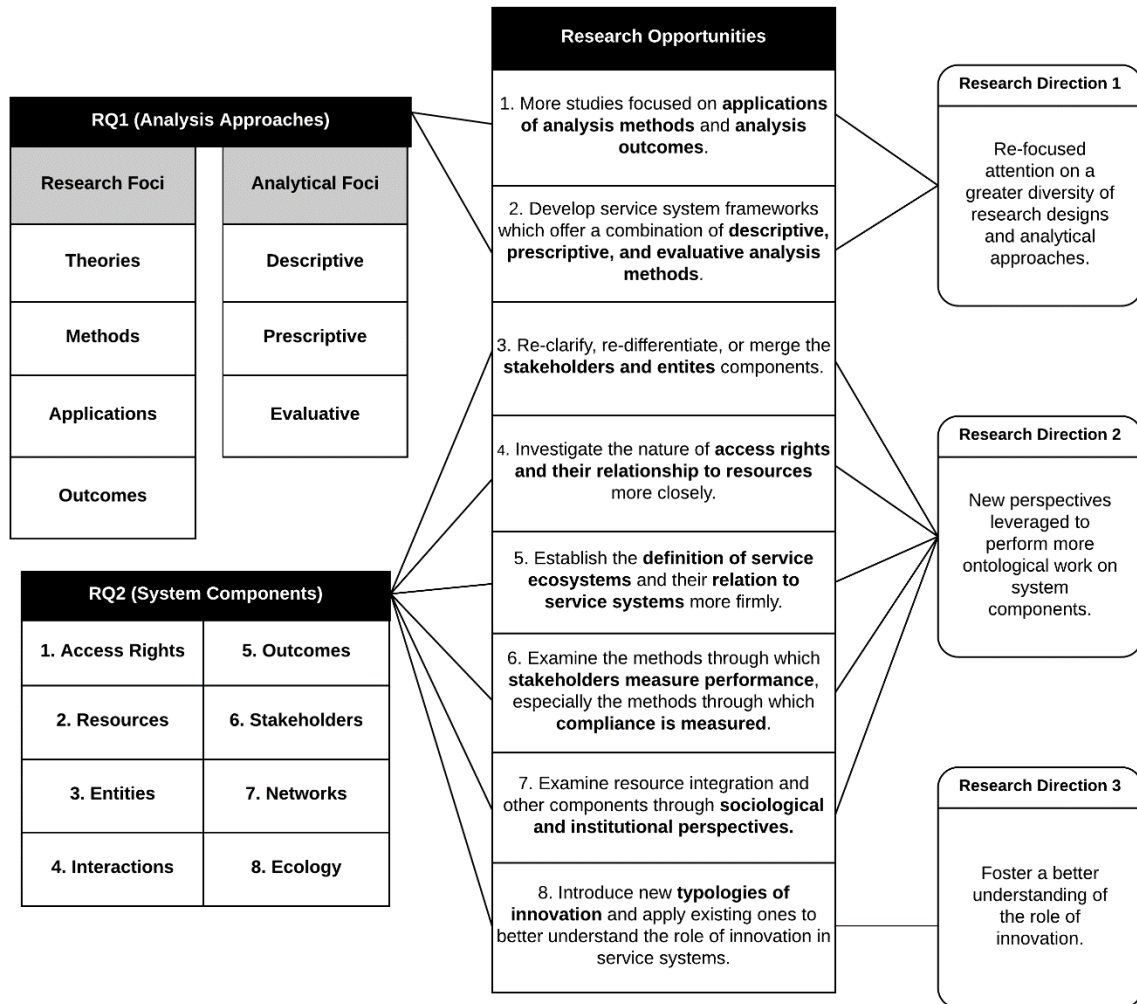 RQ1 (Analysis Approaches)
Research Foci
Analytical Foci
Theories
Descriptive
Methods
Prescriptive
Applications
Evaluative
Outcomes
RQ2 (System Components)
1. Access Rights
5. Outcomes
2. Resources
6. Stakeholders
3. Entities
7. Networks
4. Interactions
8. Ecology
Research Opportunities
1. More studies focused on applications
of analysis methods and analysis
outcomes.
2. Develop service system frameworks
which offer a combination of descriptive,
prescriptive, and evaluative analysis
methods.
3. Re-clarify, re-differentiate, or merge the
stakeholders and entites components.
4. Investigate the nature of access rights
and their relationship to resources
more closely.
5. Establish the definition of service
ecosystems and their relation to
service systems more firmly.
6. Examine the methods through which
stakeholders measure performance,
especially the methods through which
compliance is measured.
7. Examine resource integration and
other components through sociological
and institutional perspectives.
8. Introduce new typologies of
innovation and apply existing ones to
better understand the role of innovation in
service systems.
Research Direction 1
Re-focused
attention on a
greater diversity of
research designs
and analytical
approaches.
Research Direction 2
New perspectives
leveraged to
perform more
ontological work on
system
components.
Research Direction 3
Foster a better
understanding of
the role of
innovation.